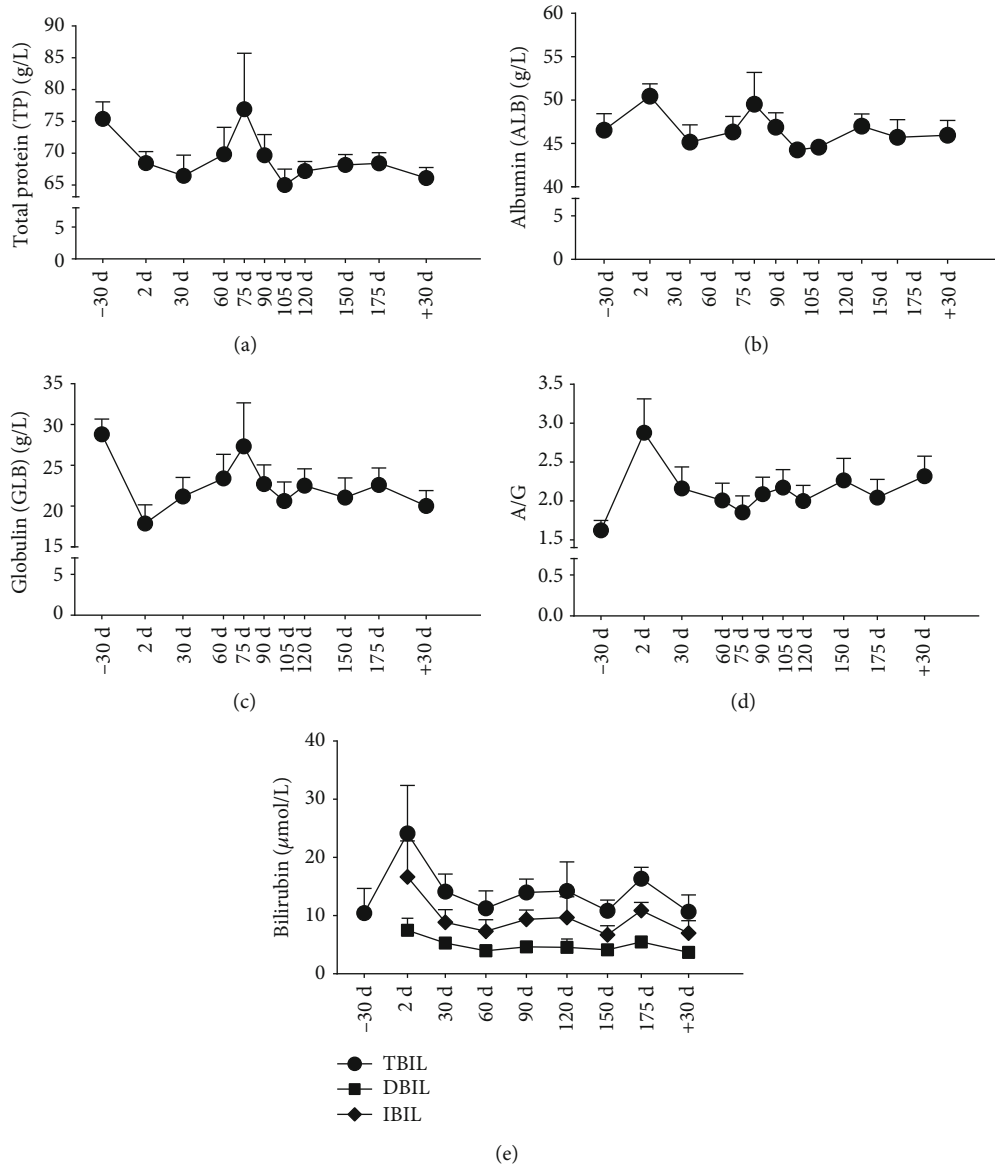 Total protein (TP) (g/L)
90
85
80
75
70
65
5
0
−30 d
2 d
30 d
60 d
75 d
90 d
105 d
120 d
150 d
175 d
+30 d
(a)
Albumin (ALB) (g/L)
60
55
50
45
40
5
0
−30 d
2 d
30 d
60 d
75 d
90 d
105 d
120 d
150 d
175 d
+30 d
(b)
Globulin (GLB) (g/L)
35
30
25
20
15
5
0
−30 d
2 d
30 d
60 d
75 d
90 d
105 d
120 d
150 d
175 d
+30 d
(c)
A/G
3.5
3.0
2.5
2.0
1.5
0.5
0.0
−30 d
2 d
30 d
60 d
75 d
90 d
105 d
120 d
150 d
175 d
+30 d
(d)
Bilirubin (μmol/L)
40
30
20
10
0
−30 d
2 d
30 d
60 d
90 d
120 d
150 d
175 d
+30 d
TBIL
DBIL
IBIL
(e)